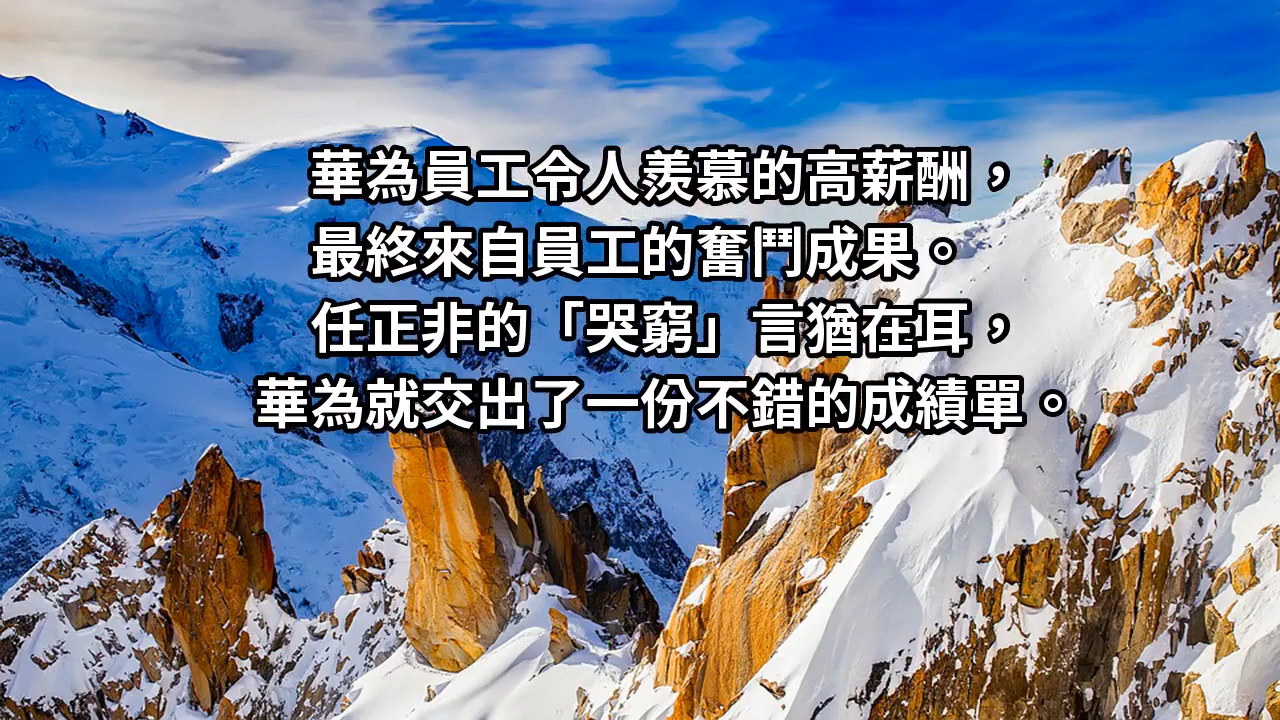 華為員工令人羨慕的高薪酬，
最終來自員工的奮鬥成果。
任正非的「哭窮」言猶在耳，
華為就交出了一份不錯的成績單。